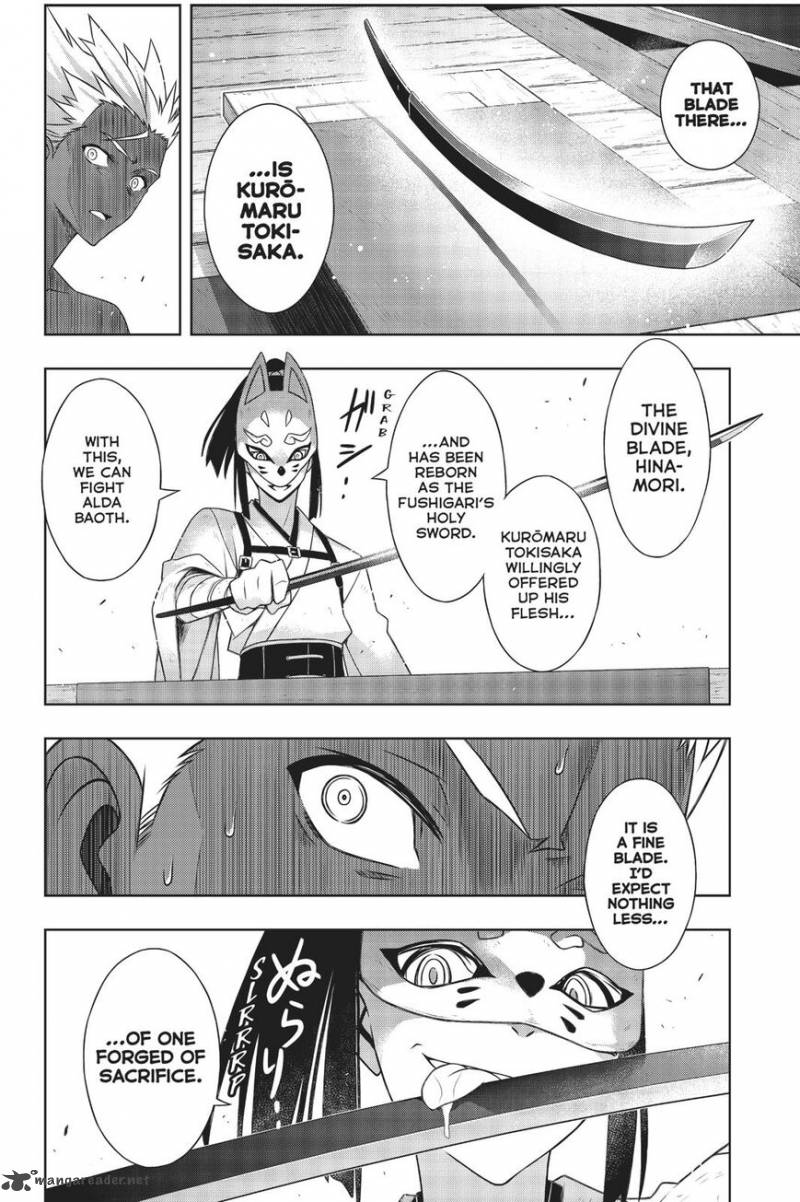 THAT
BLADE
THERE...
...IS
KURŌ-
MARU
TOKI-
SAKA.
THE
DIVINE
BLADE,
HINA-
MORI.
KURŌMARU
TOKISAKA
WILLINGLY
OFFERED
UP HIS
FLESH...
...AND
HAS BEEN
REBORN
AS THE
FUSHIGARI'S
HOLY
SWORD.
ガ
GRAB
WITH
THIS,
WE CAN
FIGHT
ALDA
BAOTH.
IT IS
A FINE
BLADE.
I'D
EXPECT
NOTHING
LESS...
ぬらり...
SLRRRP
...OF ONE
FORGED OF
SACRIFICE.
mangareader.net